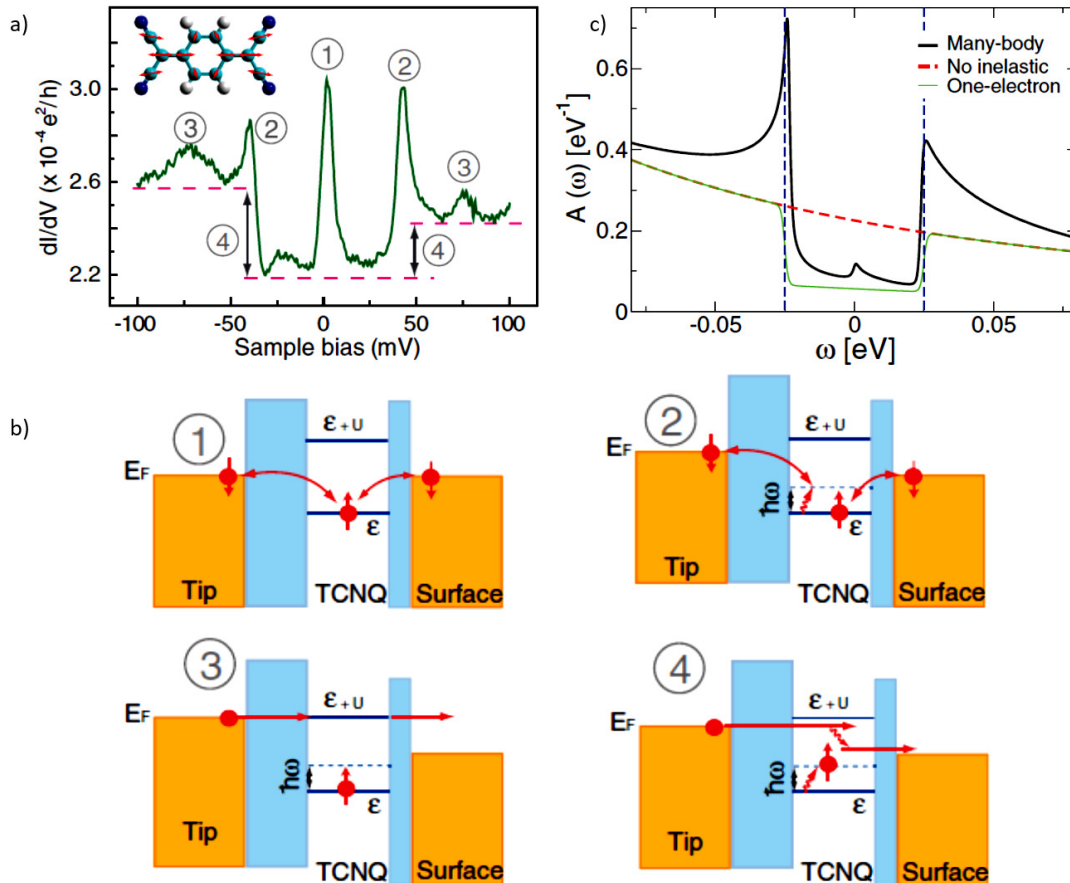 a)
3.0
2.6
2.2
dI/dV (x 10⁻⁴ e²/h)
1
2
3
2
3
4
4
-100
-50
0
50
100
Sample bias (mV)
c)
0.6
0.4
0.2
0
A (ω) [eV⁻¹]
Many-body
No inelastic
One-electron
-0.05
0
0.05
ω [eV]
b)
1
ε + U
E_F
ε
Tip
TCNQ
Surface
2
ε + U
E_F
ħω
ε
Tip
TCNQ
Surface
3
ε + U
E_F
ħω
ε
Tip
TCNQ
Surface
4
ε + U
E_F
ħω
ε
Tip
TCNQ
Surface